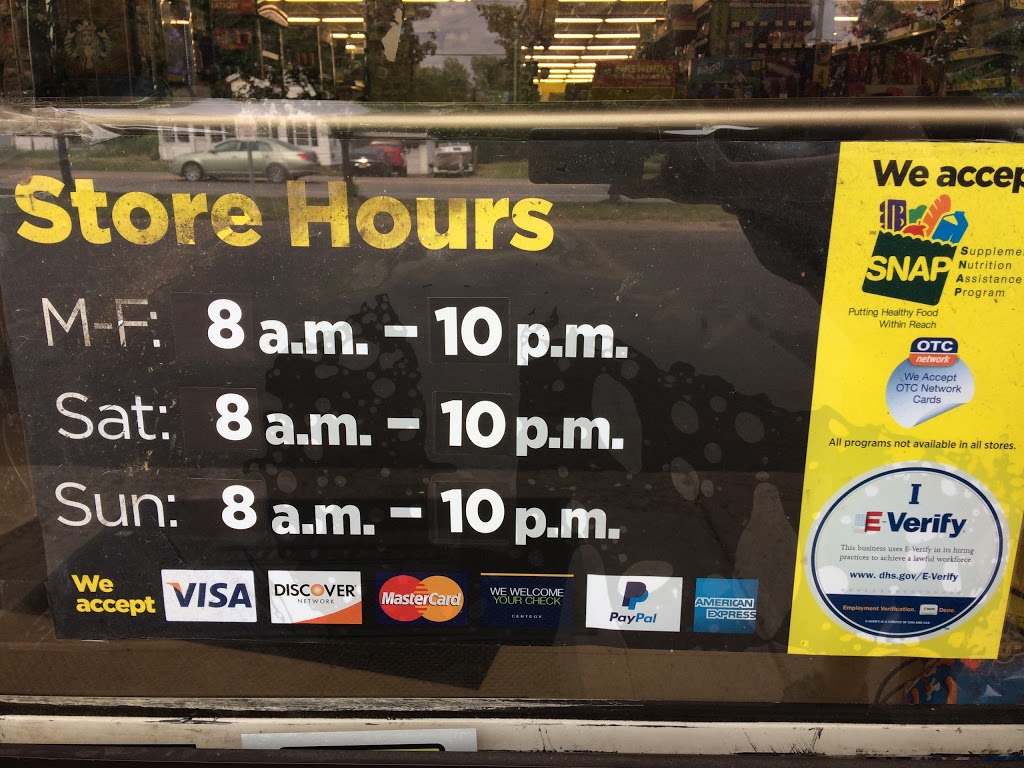 Store Hours
M-F: 8 a.m. – 10 p.m.
Sat: 8 a.m. – 10 p.m.
Sun: 8 a.m. – 10 p.m.
We
accept
VISA
DISCOVER
NETWORK
MasterCard
WE WELCOME
YOUR CHECK
CERTEGY
PayPal
AMERICAN
EXPRESS
We accep
SNAP
SM
Suppleme
Nutrition
Assistance
Program
Putting Healthy Food
Within Reach
OTC
network
We Accept
OTC Network
Cards
All programs not available in all stores.
I
E-Verify
This business uses E-Verify in its hiring
practices to achieve a lawful workforce.
www. dhs.gov/E-Verify
Employment Verification. Done.